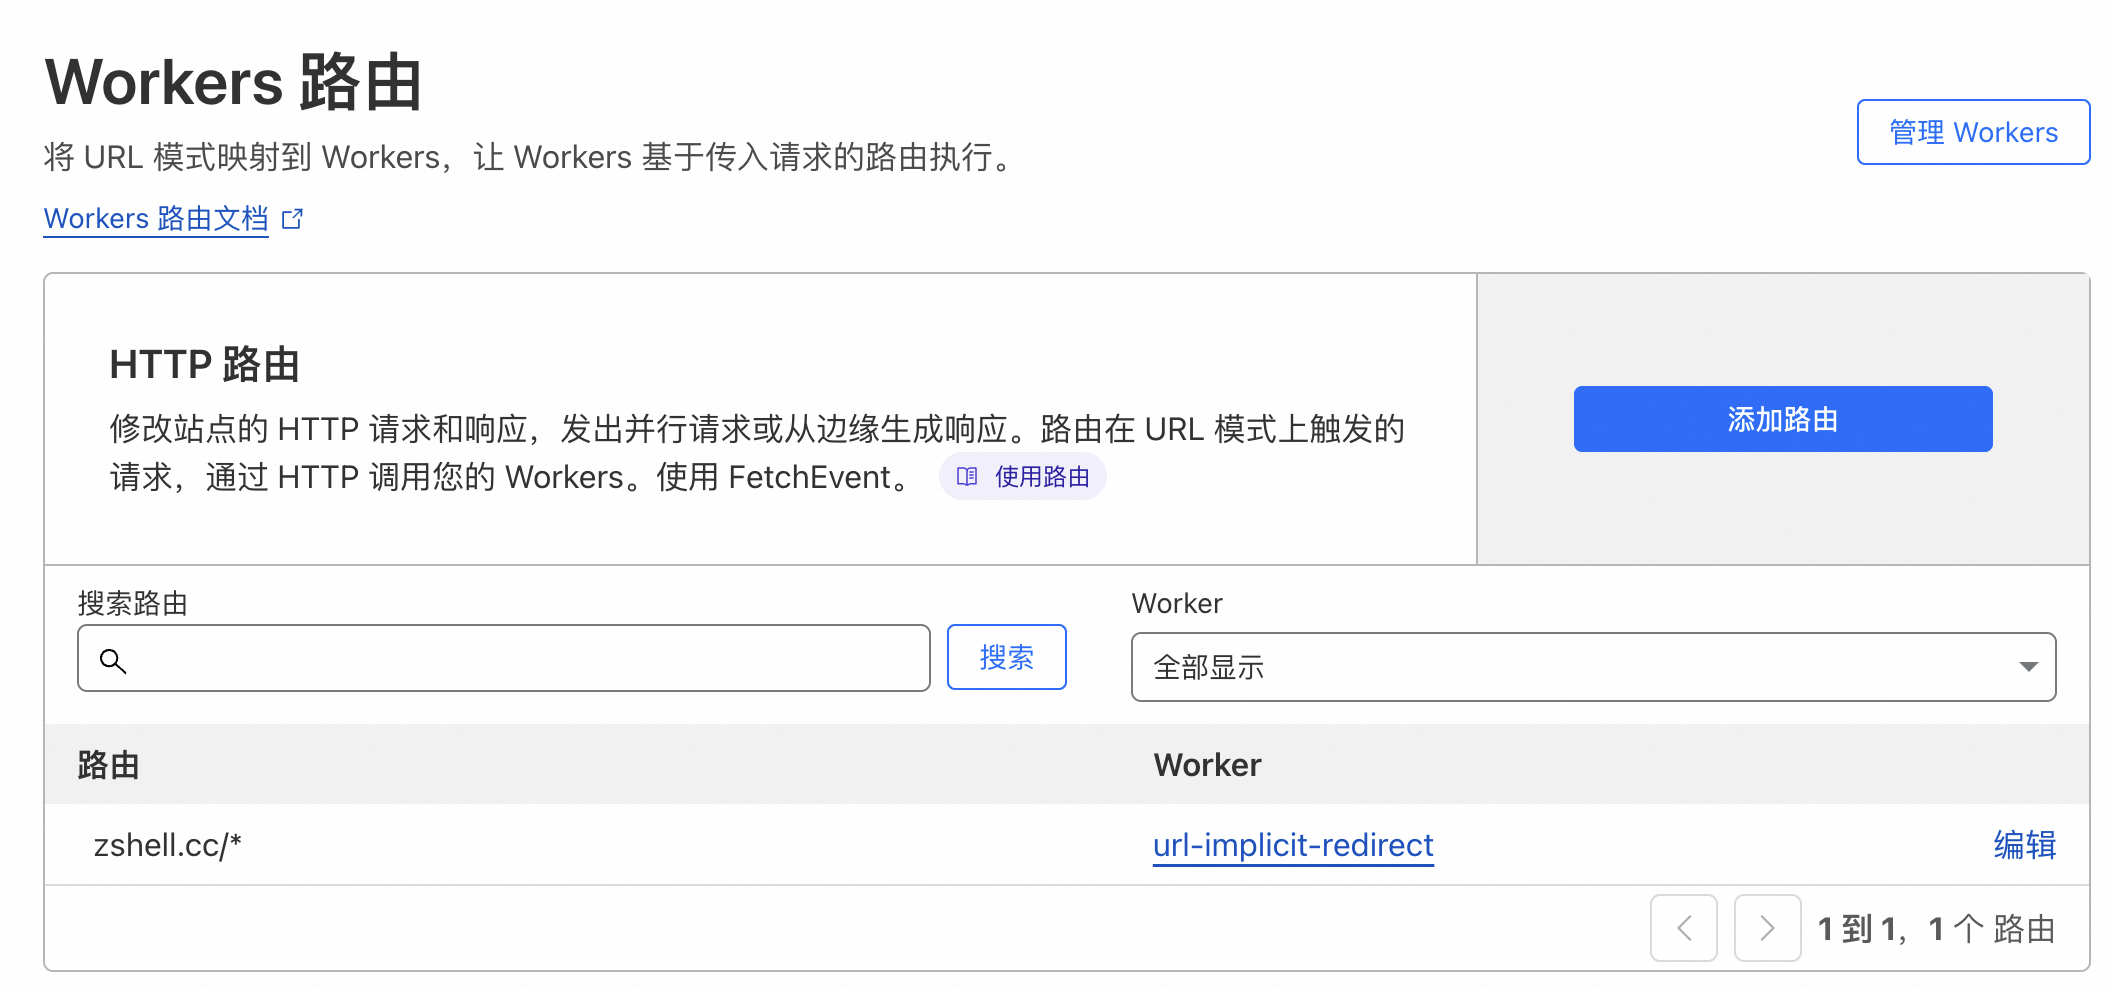 Workers 路由
将 URL 模式映射到 Workers，让 Workers 基于传入请求的路由执行。
管理 Workers
Workers 路由文档
HTTP 路由
修改站点的 HTTP 请求和响应，发出并行请求或从边缘生成响应。路由在 URL 模式上触发的
请求，通过 HTTP 调用您的 Workers。使用 FetchEvent。 使用路由
添加路由
搜索路由
搜索
Worker
全部显示
路由 Worker
zshell.cc/* url-implicit-redirect 编辑
1 到 1，1 个 路由